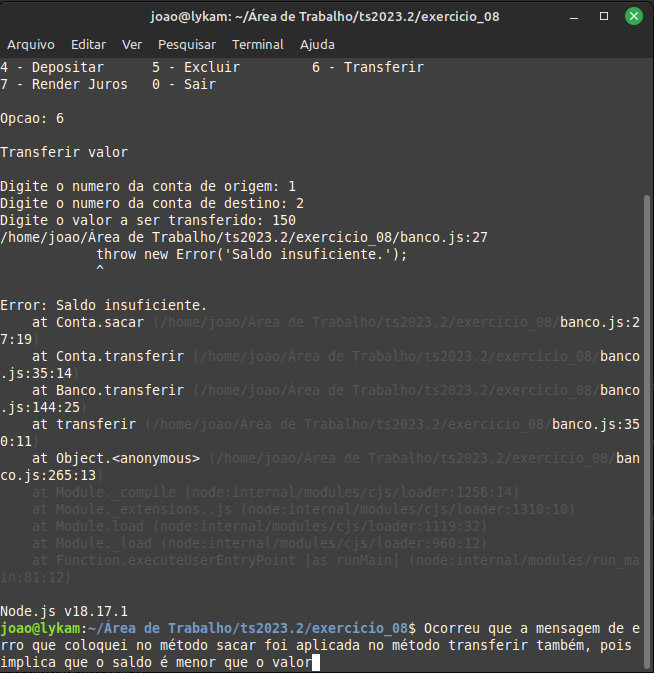 joao@lykam: ~/Área de Trabalho/ts2023.2/exercicio_08
Arquivo Editar Ver Pesquisar Terminal Ajuda
4 - Depositar 5 - Excluir 6 - Transferir
7 - Render Juros 0 - Sair
Opcao: 6
Transferir valor
Digite o numero da conta de origem: 1
Digite o numero da conta de destino: 2
Digite o valor a ser transferido: 150
/home/joao/Área de Trabalho/ts2023.2/exercicio_08/banco.js:27
throw new Error('Saldo insuficiente.');
^
Error: Saldo insuficiente.
at Conta.sacar (/home/joao/Área de Trabalho/ts2023.2/exercicio_08/banco.js:2
7:19)
at Conta.transferir (/home/joao/Área de Trabalho/ts2023.2/exercicio_08/banco
.js:35:14)
at Banco.transferir (/home/joao/Área de Trabalho/ts2023.2/exercicio_08/banco
.js:144:25)
at transferir (/home/joao/Área de Trabalho/ts2023.2/exercicio_08/banco.js:35
0:11)
at Object.<anonymous> (/home/joao/Área de Trabalho/ts2023.2/exercicio_08/ban
co.js:265:13)
at Module._compile (node:internal/modules/cjs/loader:1256:14)
at Module._extensions..js (node:internal/modules/cjs/loader:1310:10)
at Module.load (node:internal/modules/cjs/loader:1119:32)
at Module._load (node:internal/modules/cjs/loader:960:12)
at Function.executeUserEntryPoint [as runMain] (node:internal/modules/run_ma
in:81:12)
Node.js v18.17.1
joao@lykam:~/Área de Trabalho/ts2023.2/exercicio_08$ Ocorreu que a mensagem de e
rro que coloquei no método sacar foi aplicada no método transferir também, pois
implica que o saldo é menor que o valor